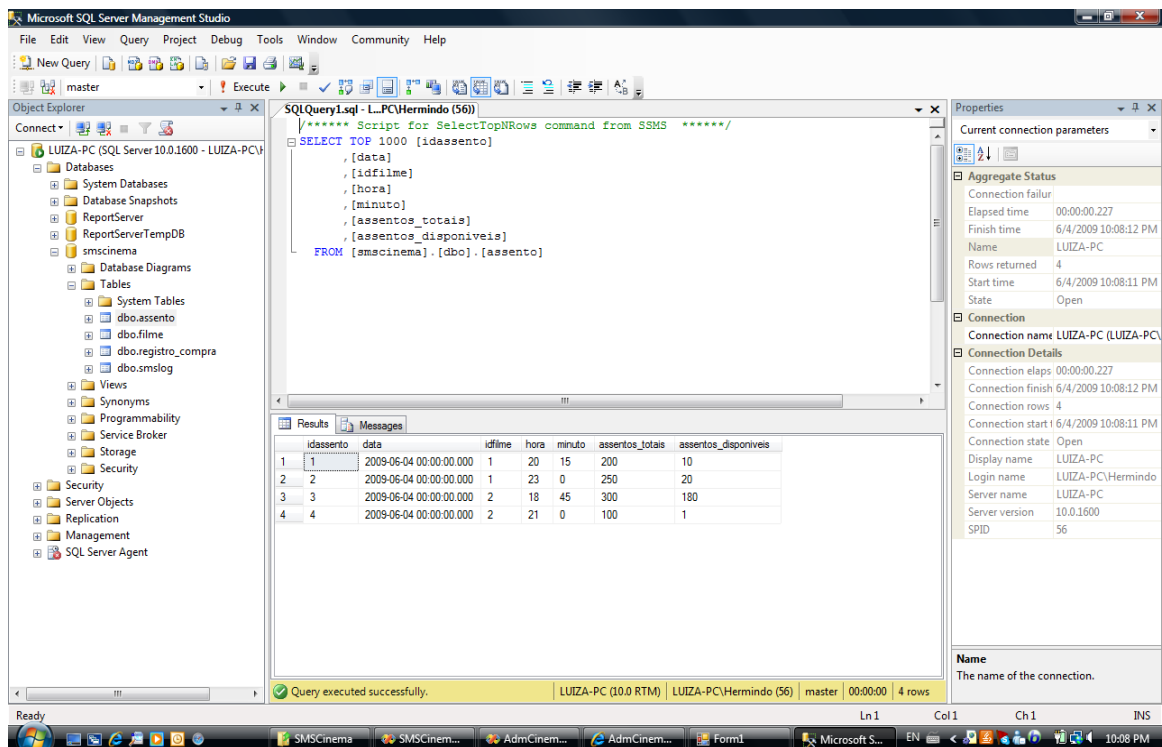 Microsoft SQL Server Management Studio
File Edit View Query Project Debug Tools Window Community Help
New Query
master Execute
Object Explorer
Connect
LUIZA-PC (SQL Server 10.0.1600 - LUIZA-PC\H
Databases
System Databases
Database Snapshots
ReportServer
ReportServerTempDB
smscinema
Database Diagrams
Tables
System Tables
dbo.assento
dbo.filme
dbo.registro_compra
dbo.smslog
Views
Synonyms
Programmability
Service Broker
Storage
Security
Security
Server Objects
Replication
Management
SQL Server Agent
SQLQuery1.sql - L...PC\Hermindo (56))
/****** Script for SelectTopNRows command from SSMS ******/
SELECT TOP 1000 [idassento]
,[data]
,[idfilme]
,[hora]
,[minuto]
,[assentos_totais]
,[assentos_disponiveis]
FROM [smscinema].[dbo].[assento]
Results Messages
idassento data idfilme hora minuto assentos_totais assentos_disponiveis
1 1 2009-06-04 00:00:00.000 1 20 15 200 10
2 2 2009-06-04 00:00:00.000 1 23 0 250 20
3 3 2009-06-04 00:00:00.000 2 18 45 300 180
4 4 2009-06-04 00:00:00.000 2 21 0 100 1
Query executed successfully. LUIZA-PC (10.0 RTM) LUIZA-PC\Hermindo (56) master 00:00:00 4 rows
Properties
Current connection parameters
Aggregate Status
Connection failur
Elapsed time 00:00:00.227
Finish time 6/4/2009 10:08:12 PM
Name LUIZA-PC
Rows returned 4
Start time 6/4/2009 10:08:11 PM
State Open
Connection
Connection name LUIZA-PC (LUIZA-PC\
Connection Details
Connection elaps 00:00:00.227
Connection finish 6/4/2009 10:08:12 PM
Connection rows 4
Connection start t 6/4/2009 10:08:11 PM
Connection state Open
Display name LUIZA-PC
Login name LUIZA-PC\Hermindo
Server name LUIZA-PC
Server version 10.0.1600
SPID 56
Name
The name of the connection.
Ready Ln 1 Col 1 Ch 1 INS
SMSCinema SMSCinem... AdmCinem... AdmCinem... Form1 Microsoft S... EN 10:08 PM